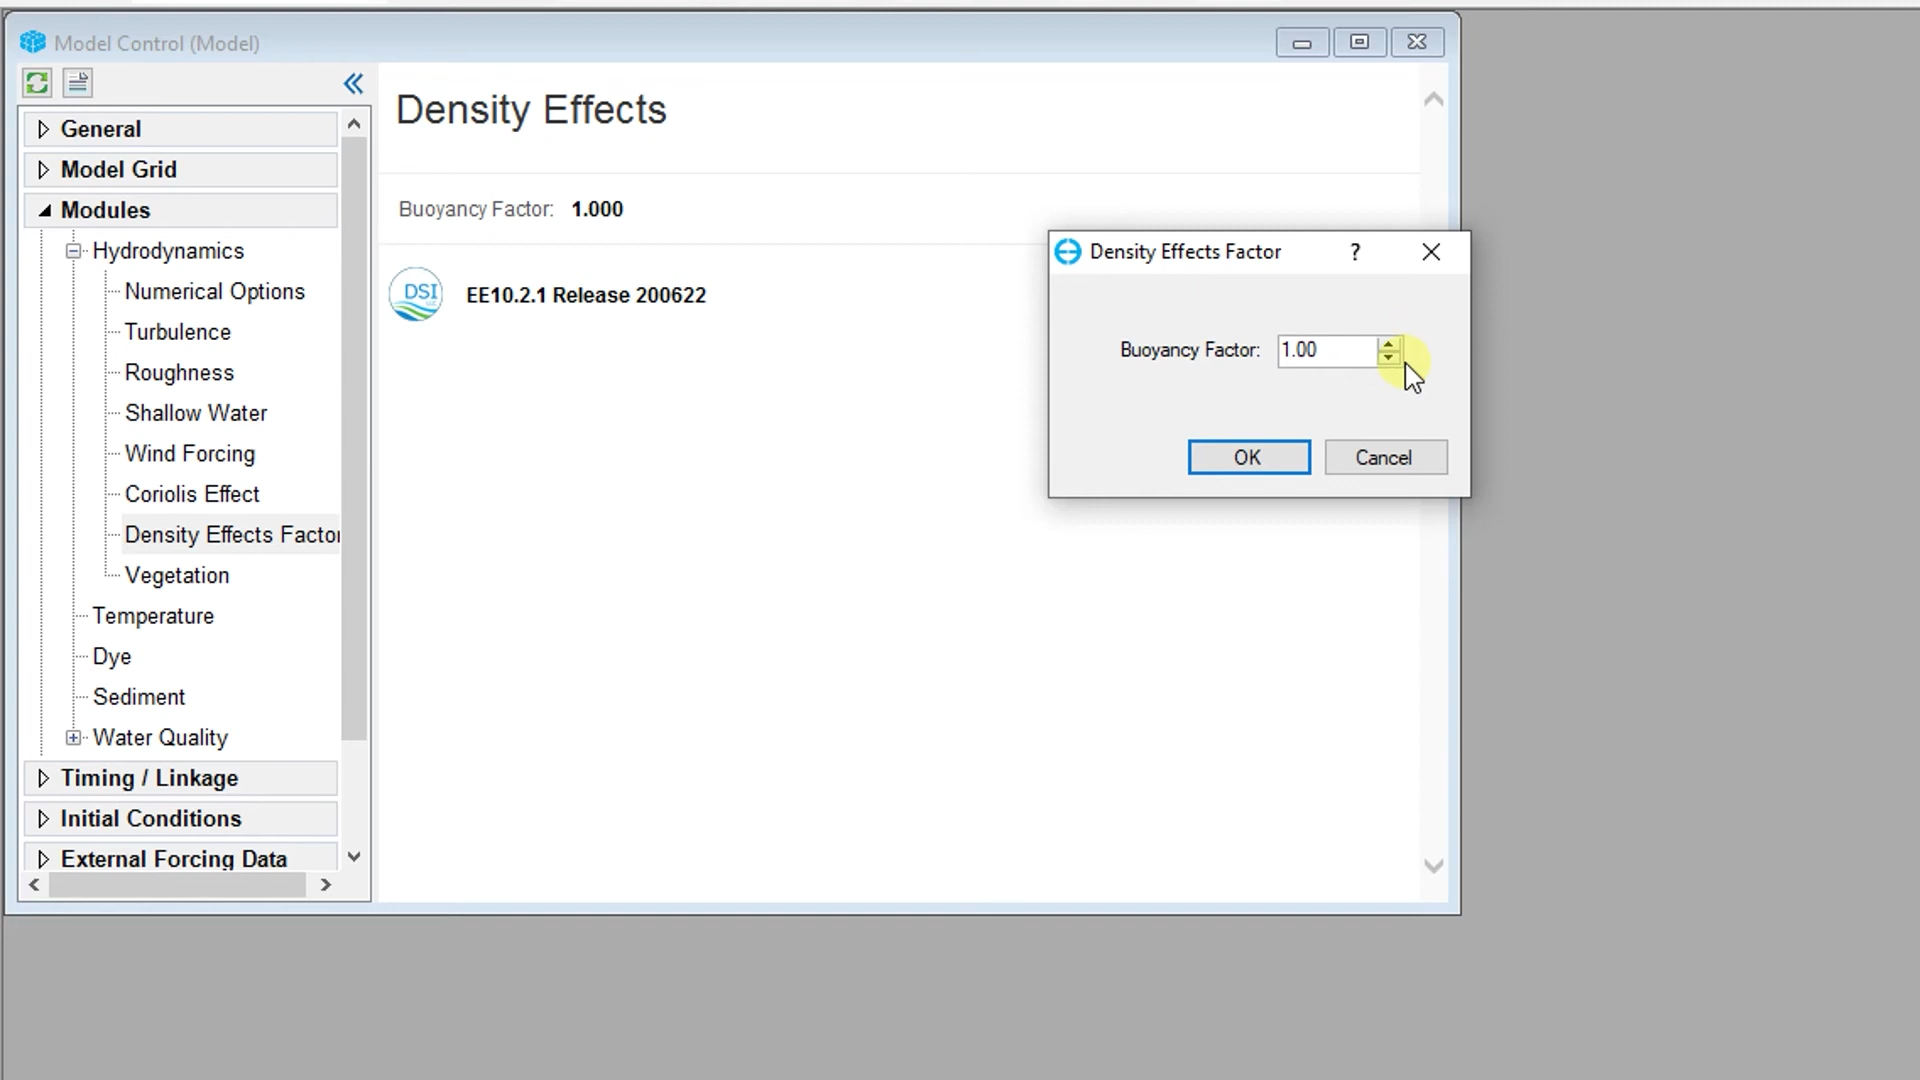 Model Control (Model)
General
Model Grid
Modules
Hydrodynamics
Numerical Options
Turbulence
Roughness
Shallow Water
Wind Forcing
Coriolis Effect
Density Effects Factor
Vegetation
Temperature
Dye
Sediment
Water Quality
Timing / Linkage
Initial Conditions
External Forcing Data
Density Effects
Buoyancy Factor: 1.000
DSI
EE10.2.1 Release 200622
Density Effects Factor ?
Buoyancy Factor: 1.00
OK Cancel